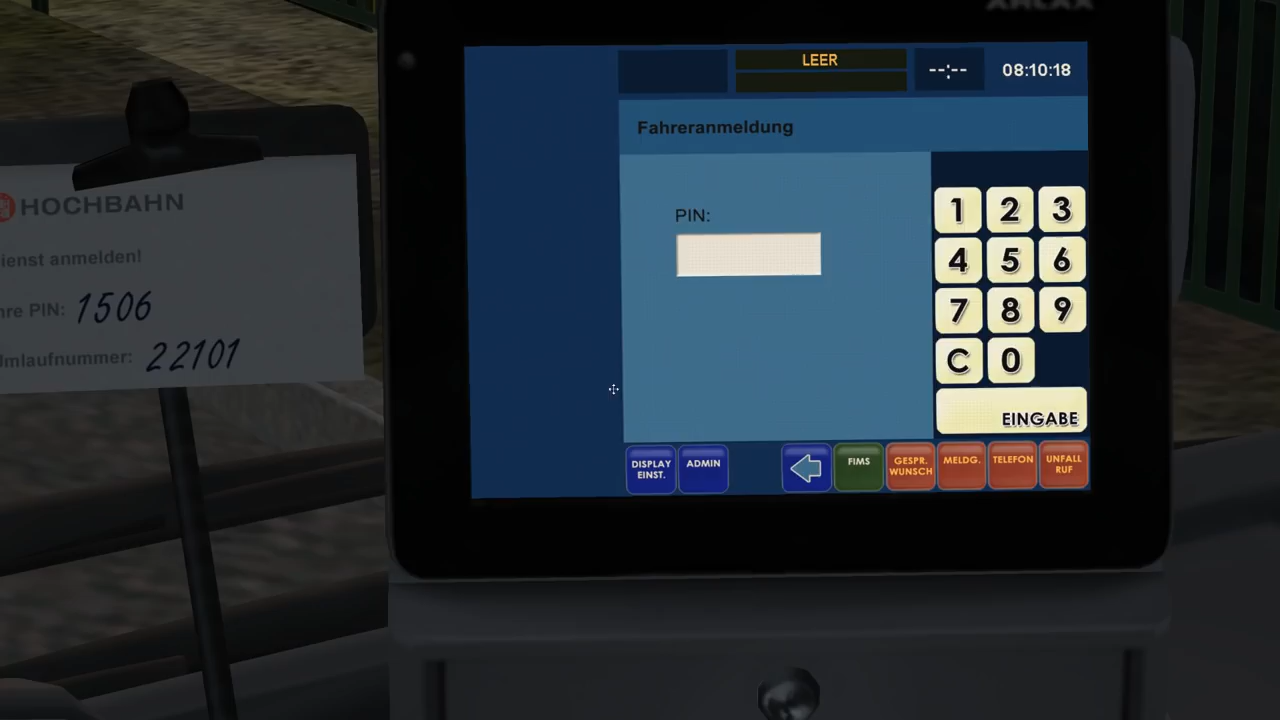 HOCHBAHN
ienst anmelden!
re PIN: 1506
mlaufnummer: 22101
LEER
--:--
08:10:18
Fahreranmeldung
PIN:
1 2 3
4 5 6
7 8 9
C 0
EINGABE
DISPLAY EINST.
ADMIN
FIMS
GESPR. WUNSCH
MELDG.
TELEFON
UNFALL RUF